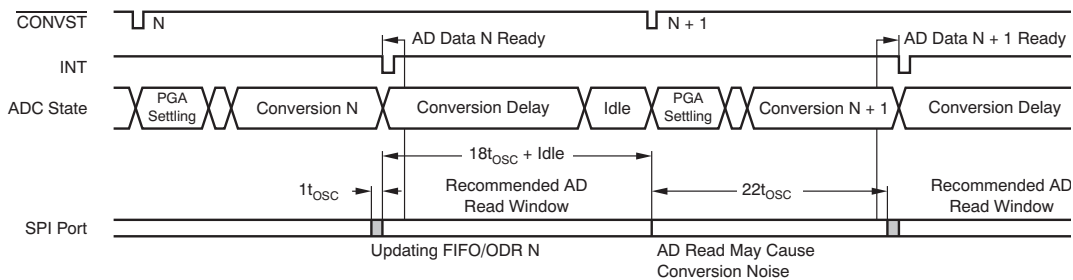 CONVST
N
N + 1
AD Data N Ready
AD Data N + 1 Ready
INT
ADC State
PGA
Settling
Conversion N
Conversion Delay
Idle
PGA
Settling
Conversion N + 1
Conversion Delay
18tOSC + Idle
1tOSC
Recommended AD
Read Window
22tOSC
Recommended AD
Read Window
SPI Port
Updating FIFO/ODR N
AD Read May Cause
Conversion Noise